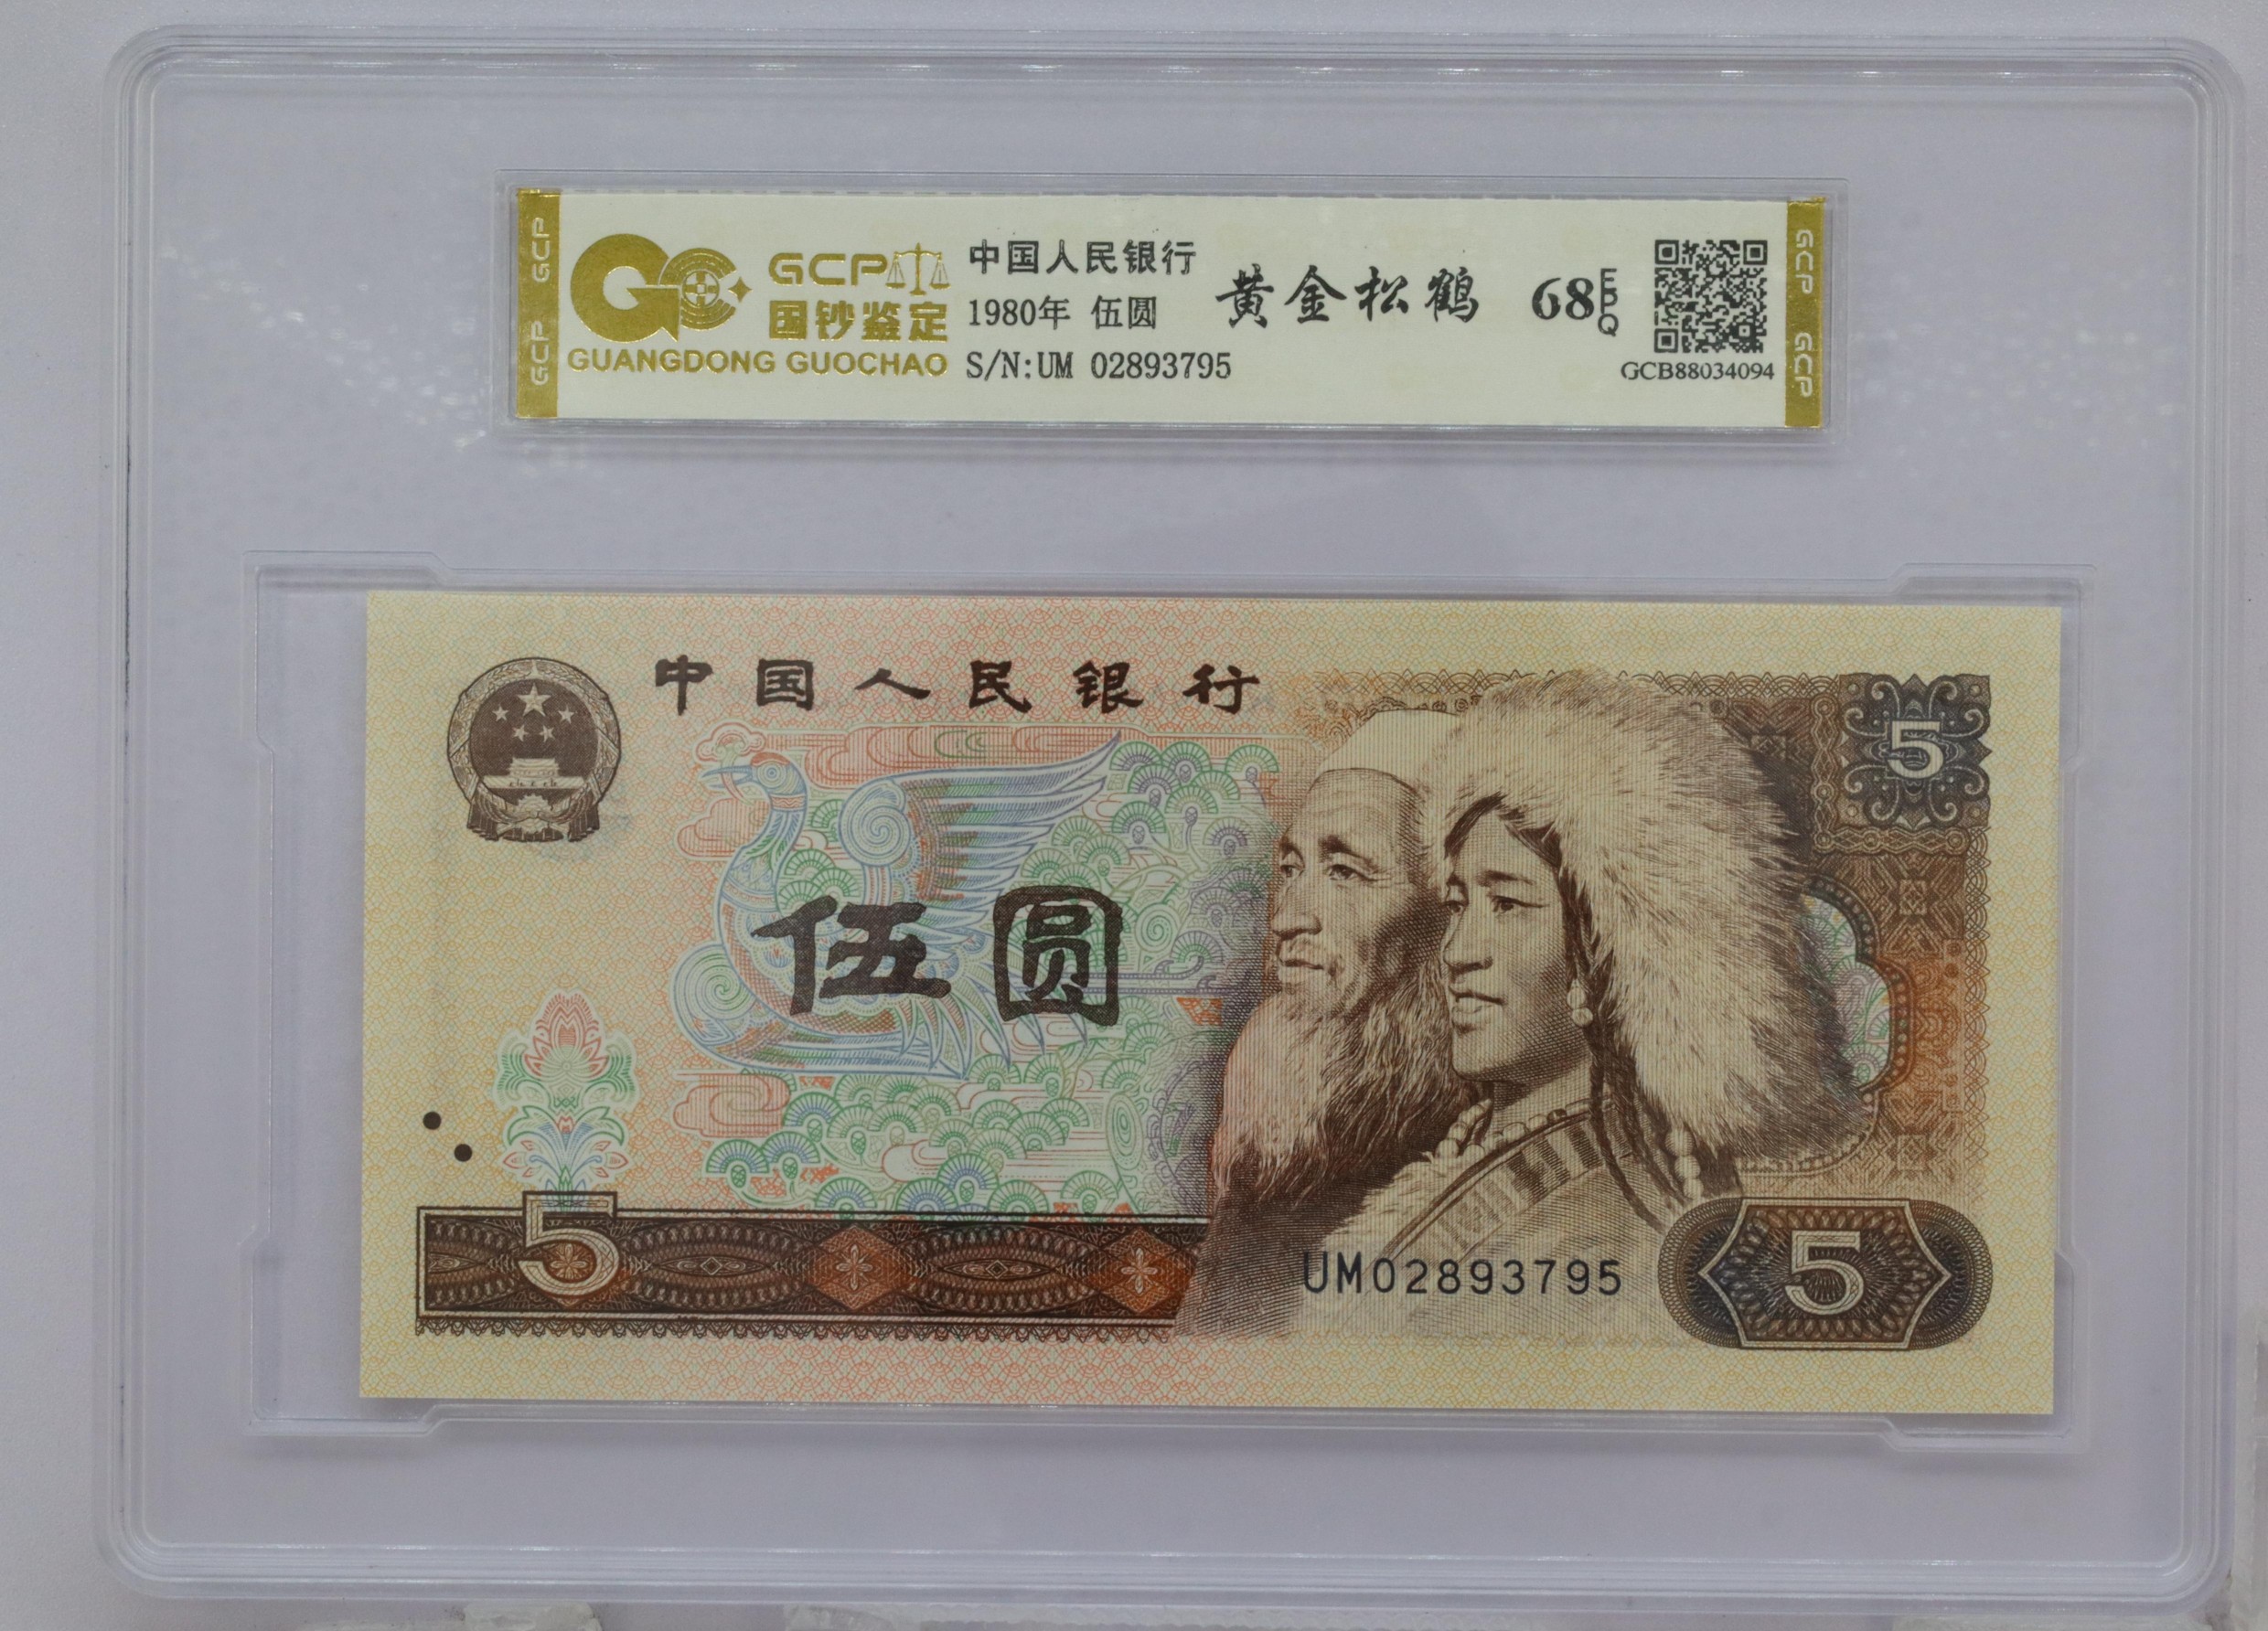 GCP GCP
GCP
国钞鉴定
GUANGDONG GUOCHAO
中国人民银行
1980年 伍圆
S/N:UM 02893795
黄金松鹤
68EPQ
GCB88034094
GCP GCP
中国人民银行
5
伍圆
5
UM02893795
5